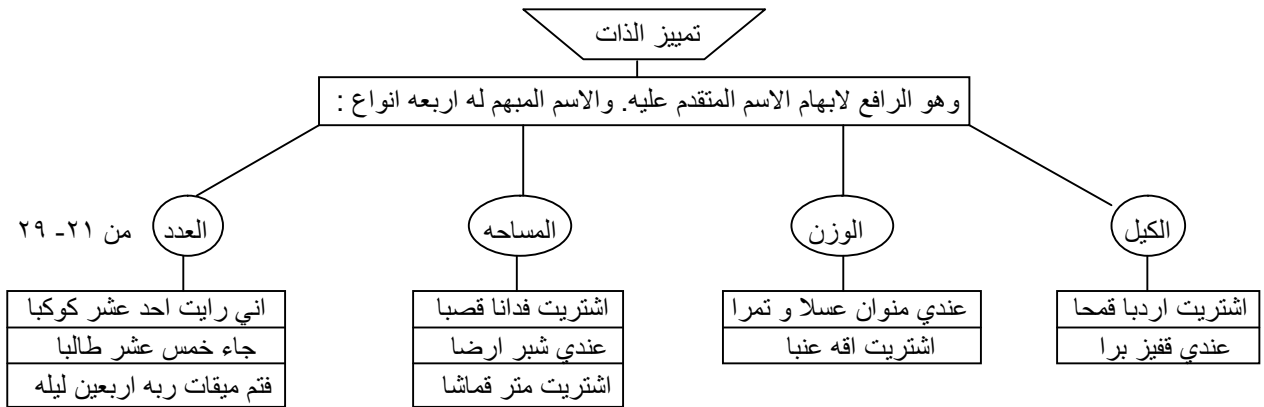 تمييز الذات
وهو الرافع لابهام الاسم المتقدم عليه. والاسم المبهم له اربعه انواع :
الكيل
الوزن
المساحه
العدد
من ٢١- ٢٩
اشتريت اردبا قمحا
عندي قفيز برا
عندي منوان عسلا و تمرا
اشتريت اقه عنبا
اشتريت فدانا قصبا
عندي شبر ارضا
اشتريت متر قماشا
اني رايت احد عشر كوكبا
جاء خمس عشر طالبا
فتم ميقات ربه اربعين ليله